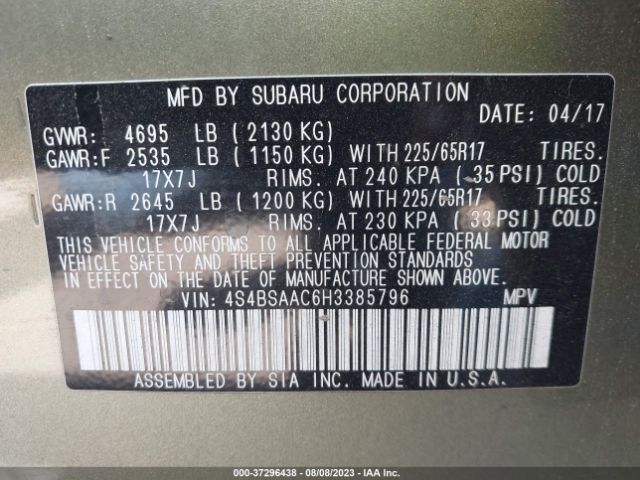 MFD BY SUBARU CORPORATION
DATE: 04/17
GVWR: 4695 LB (2130 KG)
GAWR:F 2535 LB (1150 KG) WITH 225/65R17 TIRES.
17X7J RIMS. AT 240 KPA (35 PSI) COLD
GAWR:R 2645 LB (1200 KG) WITH 225/65R17 TIRES.
17X7J RIMS. AT 230 KPA (33 PSI) COLD
THIS VEHICLE CONFORMS TO ALL APPLICABLE FEDERAL MOTOR
VEHICLE SAFETY AND THEFT PREVENTION STANDARDS
IN EFFECT ON THE DATE OF MANUFACTURE SHOWN ABOVE.
VIN: 4S4BSAAC6H3385796 MPV
ASSEMBLED BY SIA INC. MADE IN U.S.A.
000-37296438 - 08/08/2023 - IAA Inc.